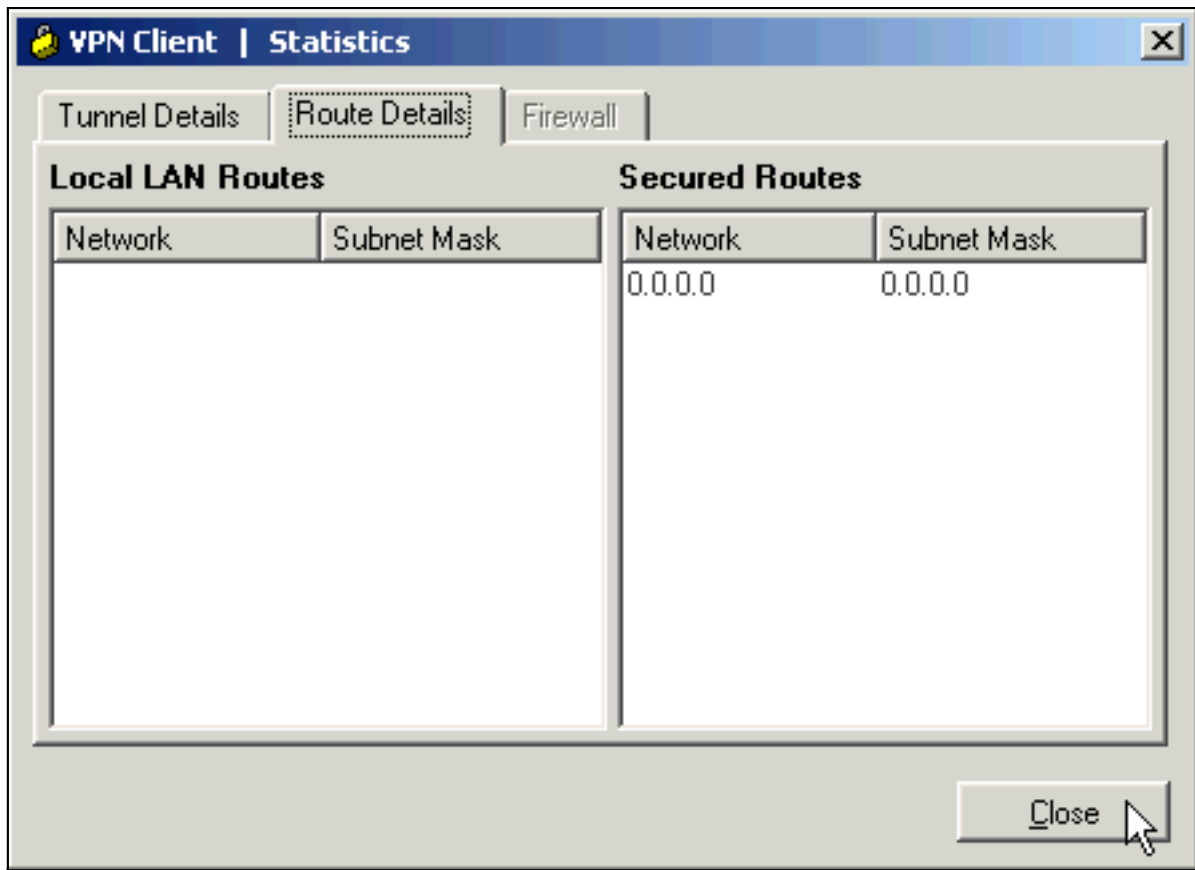 VPN Client | Statistics
Tunnel Details
Route Details
Firewall
Local LAN Routes
Secured Routes
Network
Subnet Mask
Network
Subnet Mask
0.0.0.0
0.0.0.0
Close